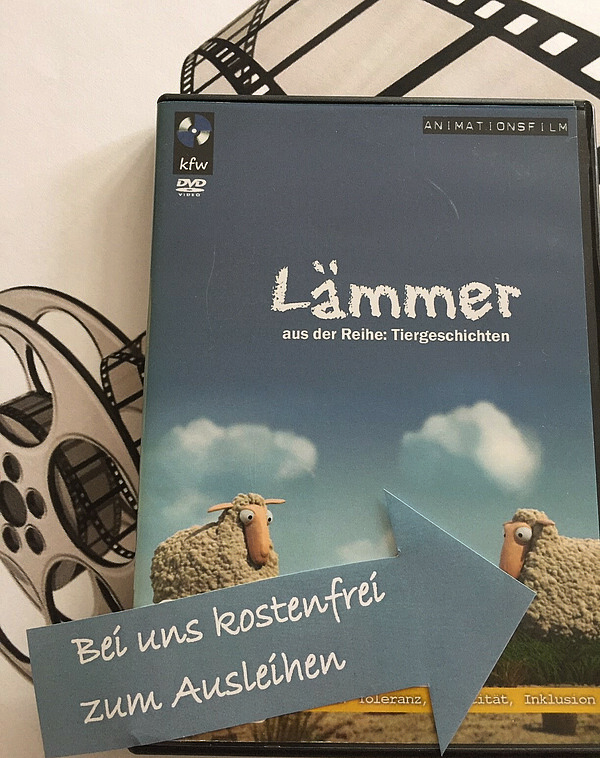 kfw
DVD
VIDEO
ANIMATIONSFILM
Lämmer
aus der Reihe: Tiergeschichten
Bei uns kostenfrei
zum Ausleihen
Toleranz, Inklusion